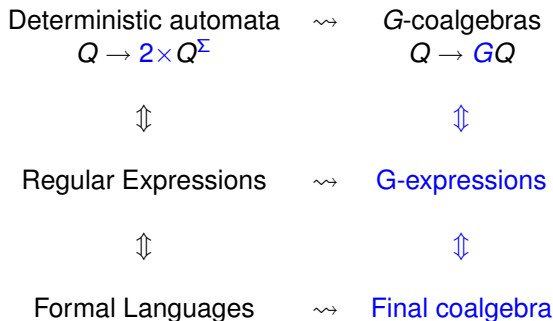 Deterministic automata ⇝ G-coalgebras
Q → 2×Q^Σ Q → GQ
⇕ ⇕
Regular Expressions ⇝ G-expressions
⇕ ⇕
Formal Languages ⇝ Final coalgebra